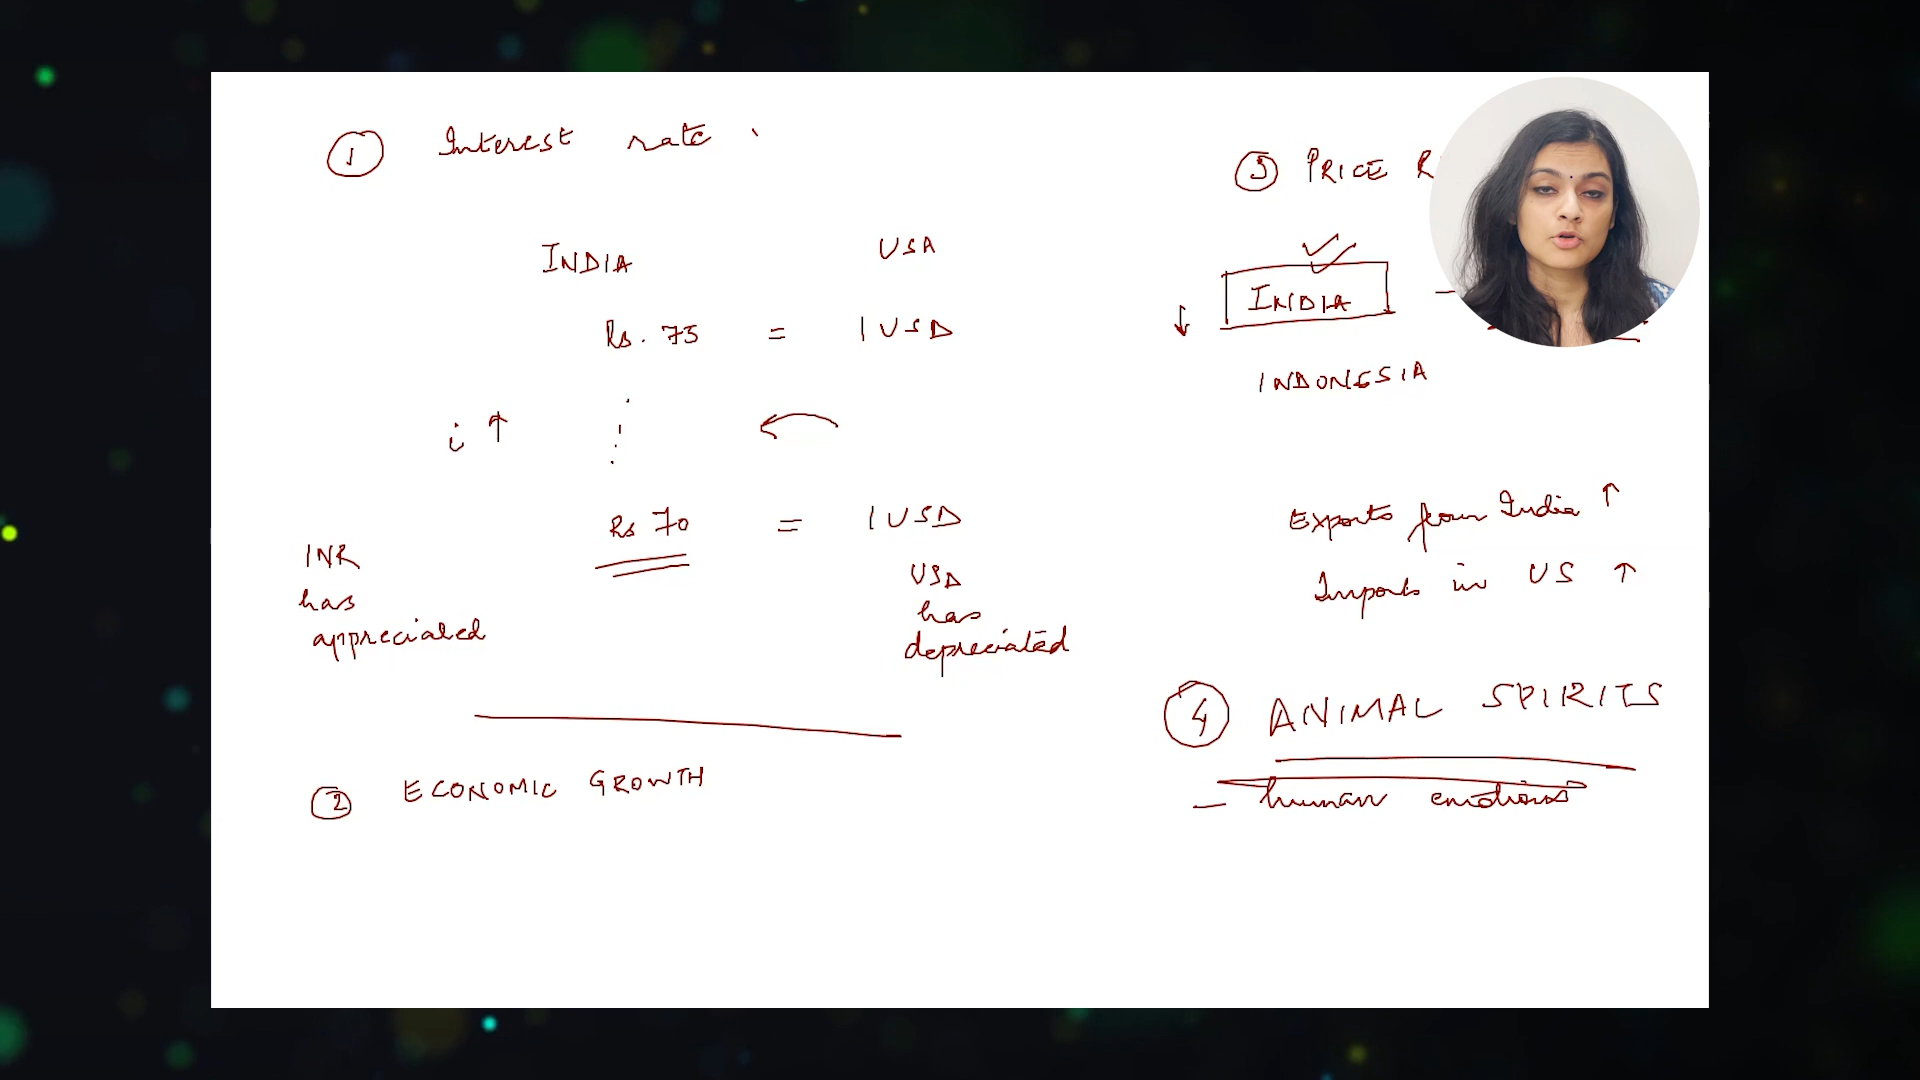 ① Interest rate
INDIA USA
Rs. 75 = 1 USD
i ↑
Rs 70 = 1 USD
INR
has
appreciated
USD
has
depreciated
② ECONOMIC GROWTH
③ PRICE
INDIA
INDONESIA
Exports from India ↑
Imports in US ↑
④ ANIMAL SPIRITS
- human emotions